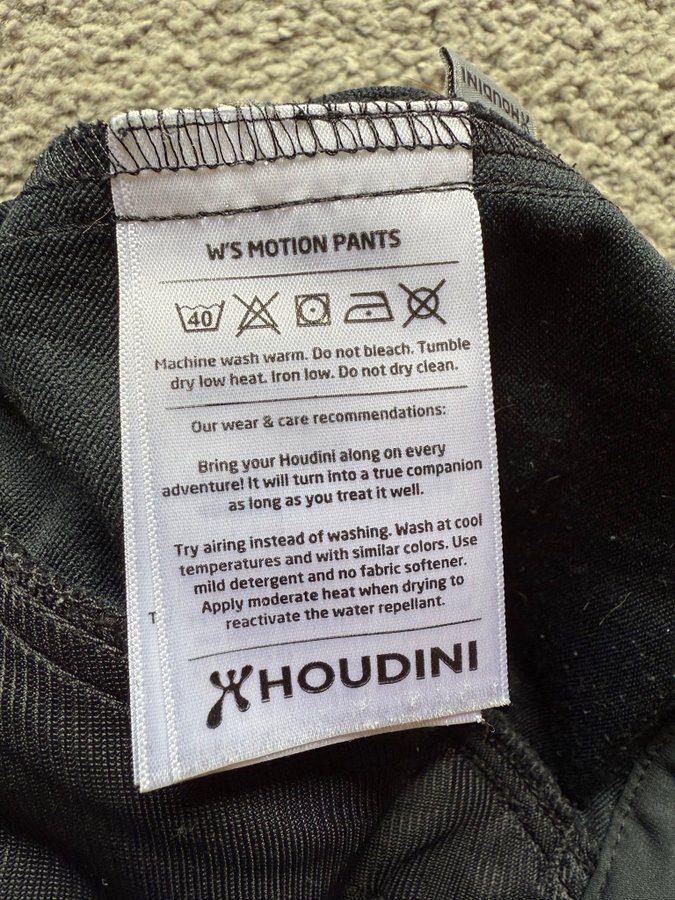 HOUDINI
W'S MOTION PANTS
40
Machine wash warm. Do not bleach. Tumble
dry low heat. Iron low. Do not dry clean.
Our wear & care recommendations:
Bring your Houdini along on every
adventure! It will turn into a true companion
as long as you treat it well.
Try airing instead of washing. Wash at cool
temperatures and with similar colors. Use
mild detergent and no fabric softener.
Apply moderate heat when drying to
reactivate the water repellant.
T
HOUDINI